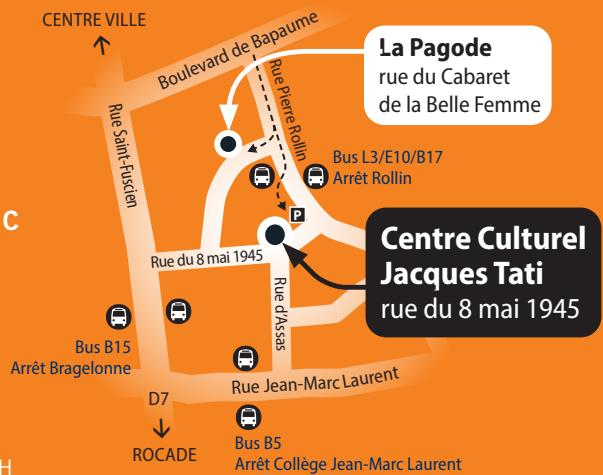 CENTRE VILLE
Boulevard de Bapaume
La Pagode
rue du Cabaret
de la Belle Femme
Rue Saint-Fuscien
Rue Pierre Rollin
Bus L3/E10/B17
Arrêt Rollin
P
C
Centre Culturel
Jacques Tati
rue du 8 mai 1945
Rue du 8 mai 1945
Rue d'Assas
Bus B15
Arrêt Bragelonne
Rue Jean-Marc Laurent
D7
ROCADE
Bus B5
Arrêt Collège Jean-Marc Laurent
H